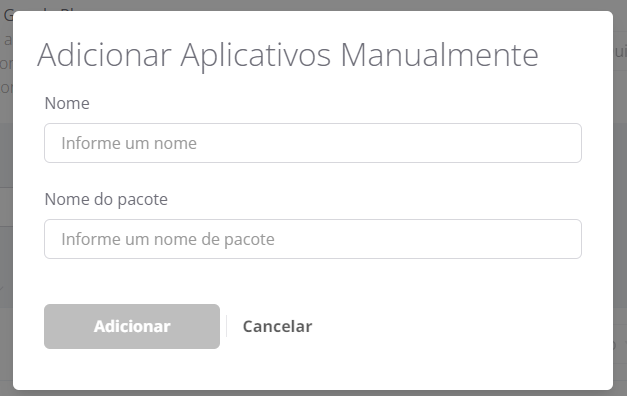 Adicionar Aplicativos Manualmente
Nome
Informe um nome
Nome do pacote
Informe um nome de pacote
Adicionar
Cancelar